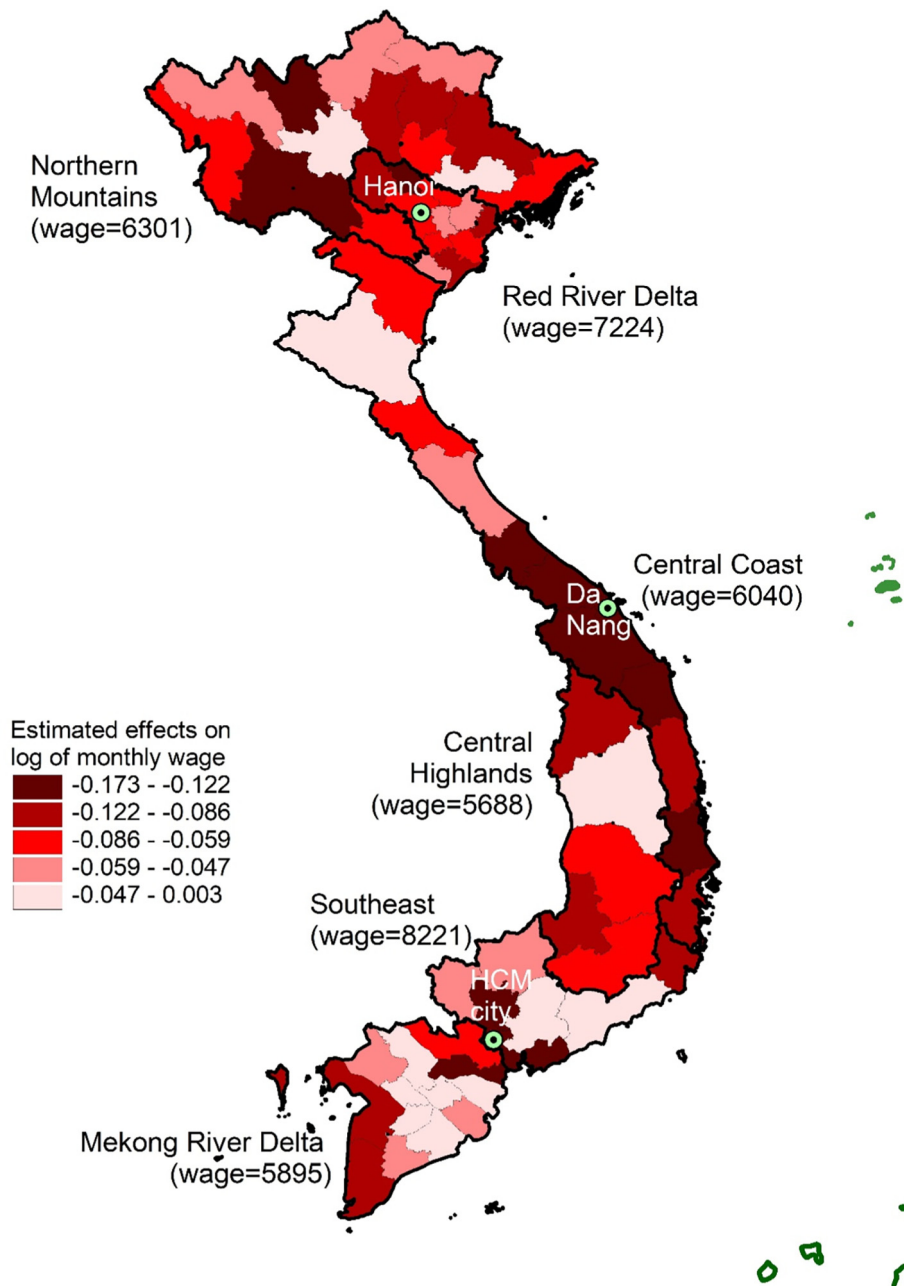 Northern
Mountains
(wage=6301)
Hanoi
Red River Delta
(wage=7224)
Central Coast
(wage=6040)
Da
Nang
Estimated effects on
log of monthly wage
-0.173 - -0.122
-0.122 - -0.086
-0.086 - -0.059
-0.059 - -0.047
-0.047 - 0.003
Central
Highlands
(wage=5688)
Southeast
(wage=8221)
HCM
city
Mekong River Delta
(wage=5895)